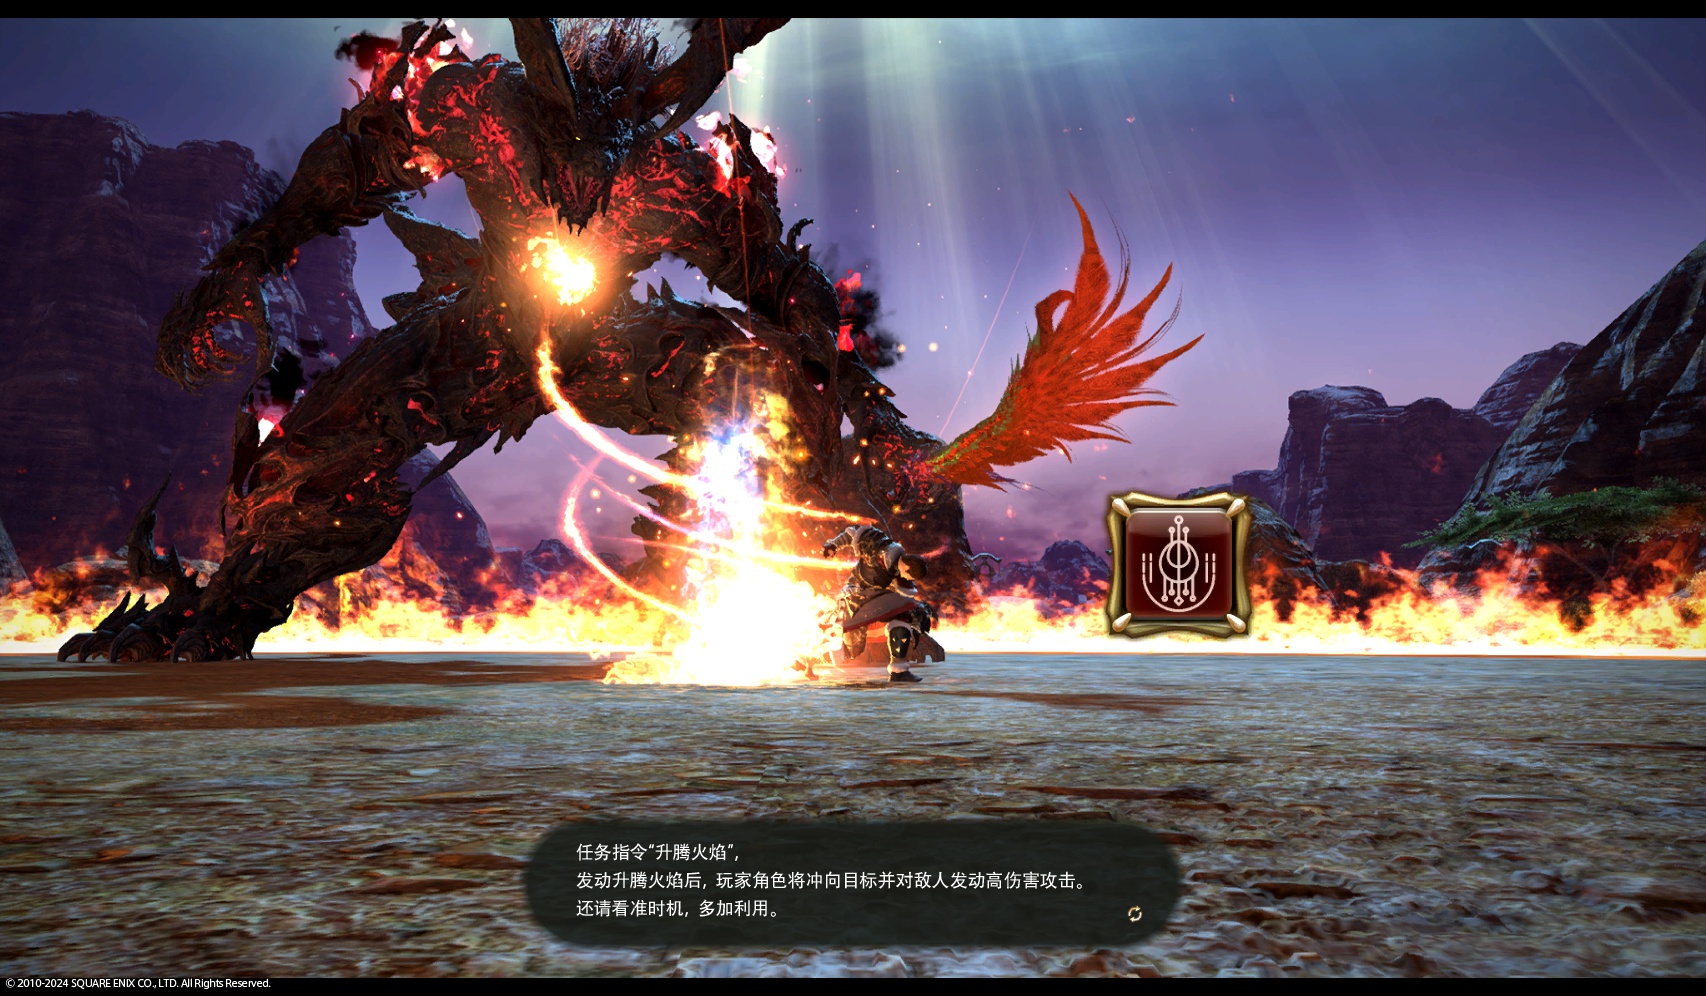 任务指令“升腾火焰”，
发动升腾火焰后，玩家角色将冲向目标并对敌人发动高伤害攻击。
还请看准时机，多加利用。
© 2010-2024 SQUARE ENIX CO., LTD. All Rights Reserved.